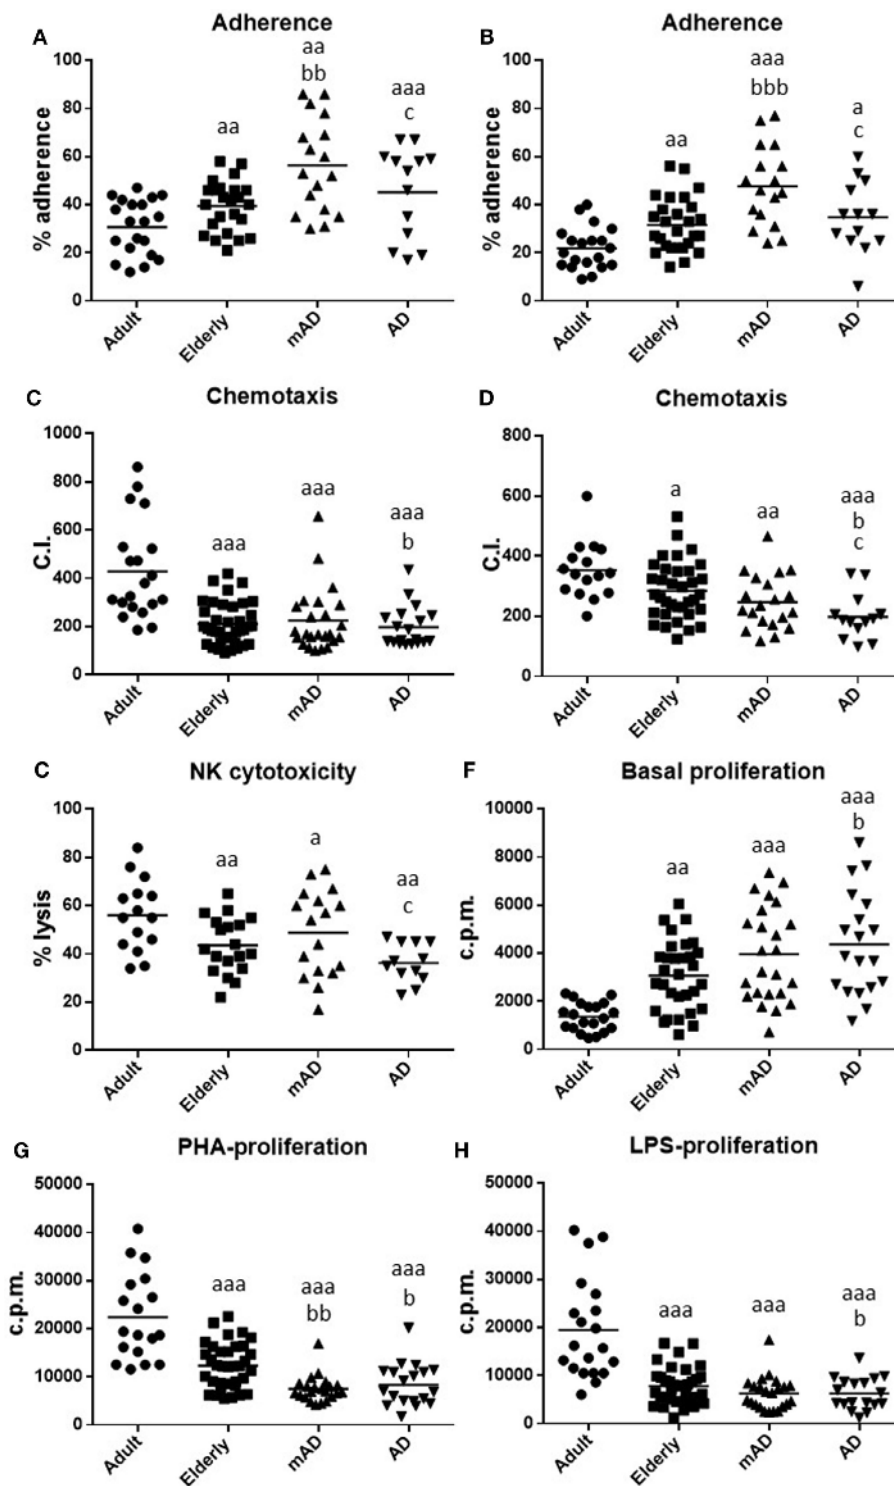 A
Adherence
% adherence
100
80
60
40
20
0
aa
aa
bb
aaa
c
Adult
Elderly
mAD
AD
B
Adherence
% adherence
100
80
60
40
20
0
aa
aaa
bbb
a
c
Adult
Elderly
mAD
AD
C
Chemotaxis
C.I.
1000
800
600
400
200
0
aaa
aaa
aaa
b
Adult
Elderly
mAD
AD
D
Chemotaxis
C.I.
800
600
400
200
0
a
aa
aaa
b
c
Adult
Elderly
mAD
AD
C
NK cytotoxicity
% lysis
100
80
60
40
20
0
aa
a
aa
c
Adult
Elderly
mAD
AD
F
Basal proliferation
c.p.m.
10000
8000
6000
4000
2000
0
aa
aaa
aaa
b
Adult
Elderly
mAD
AD
G
PHA-proliferation
c.p.m.
50000
40000
30000
20000
10000
0
aaa
aaa
bb
aaa
b
Adult
Elderly
mAD
AD
H
LPS-proliferation
c.p.m.
50000
40000
30000
20000
10000
0
aaa
aaa
aaa
b
Adult
Elderly
mAD
AD